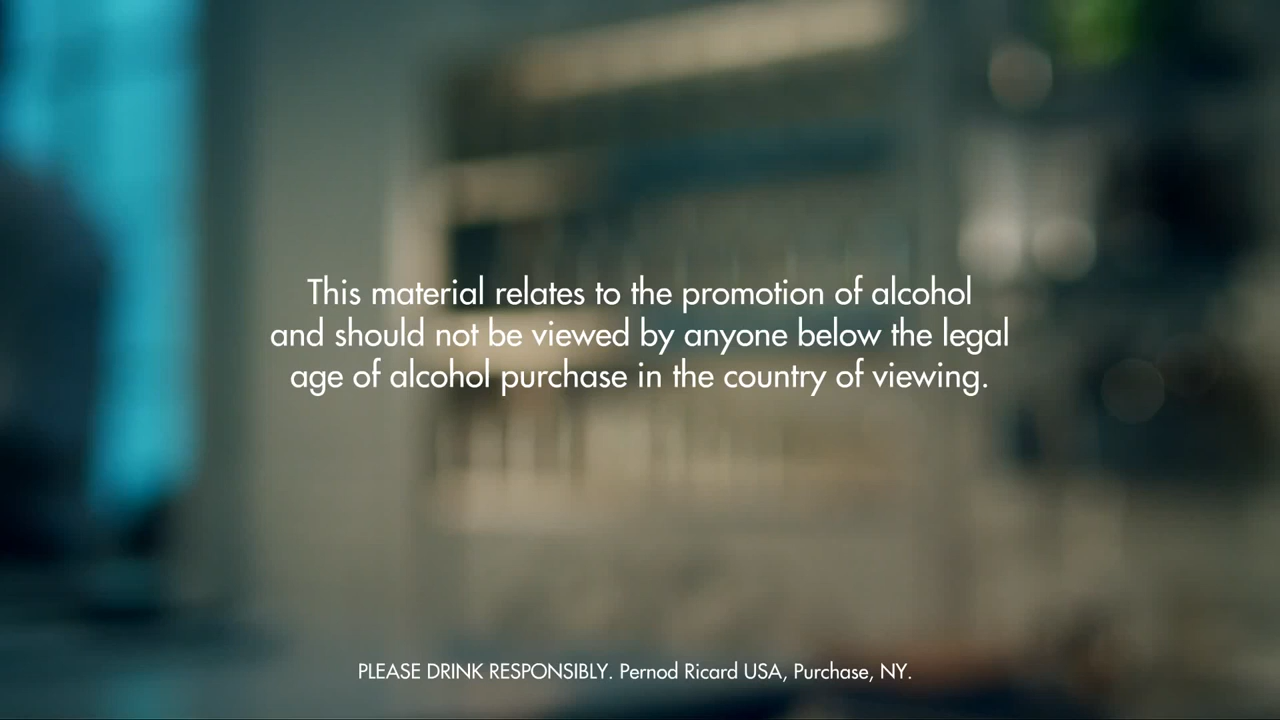 This material relates to the promotion of alcohol
and should not be viewed by anyone below the legal
age of alcohol purchase in the country of viewing.
PLEASE DRINK RESPONSIBLY. Pernod Ricard USA, Purchase, NY.